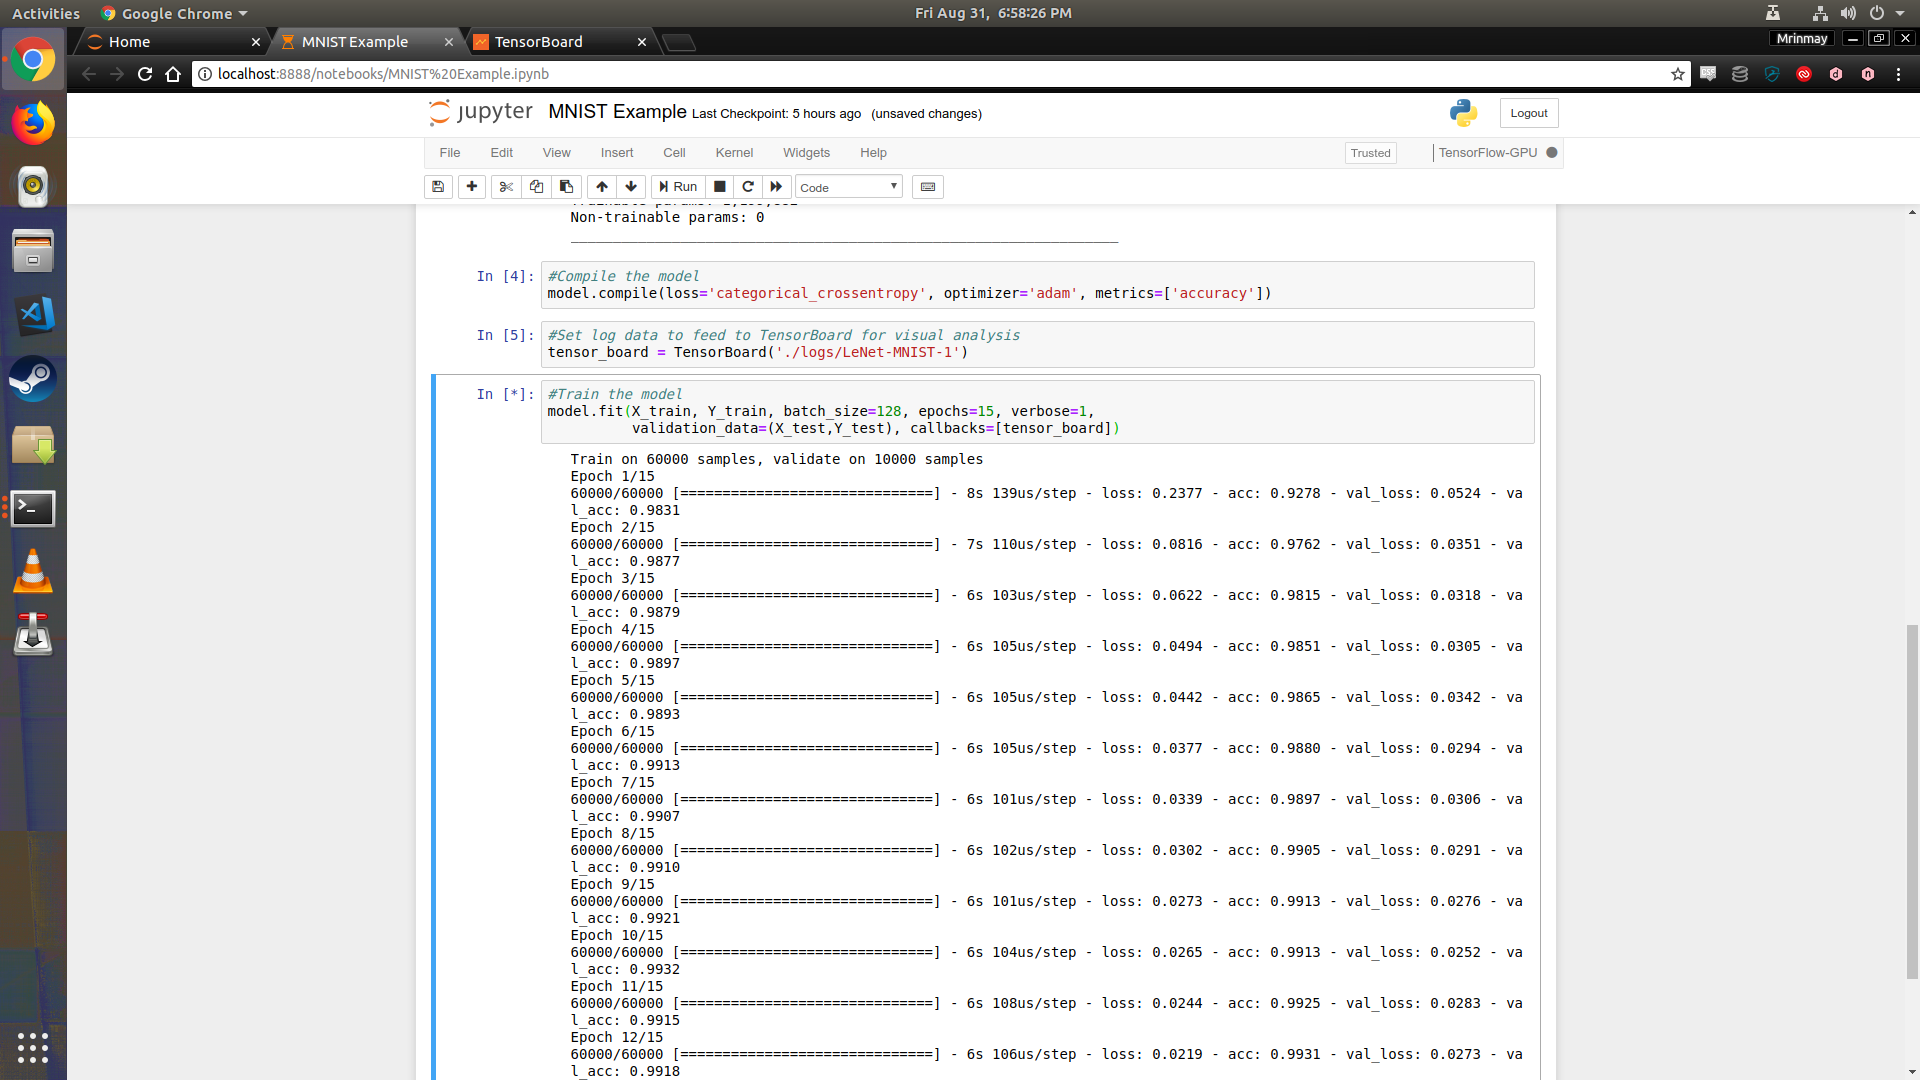 Activities Google Chrome Fri Aug 31, 6:58:26 PM
Home MNIST Example TensorBoard Mrinmay
localhost:8888/notebooks/MNIST%20Example.ipynb
jupyter MNIST Example Last Checkpoint: 5 hours ago (unsaved changes) Logout
File Edit View Insert Cell Kernel Widgets Help Trusted TensorFlow-GPU
Run Code
Non-trainable params: 0
_________________________________________________________________
In [4]: #Compile the model
model.compile(loss='categorical_crossentropy', optimizer='adam', metrics=['accuracy'])
In [5]: #Set log data to feed to TensorBoard for visual analysis
tensor_board = TensorBoard('./logs/LeNet-MNIST-1')
In [*]: #Train the model
model.fit(X_train, Y_train, batch_size=128, epochs=15, verbose=1,
validation_data=(X_test,Y_test), callbacks=[tensor_board])
Train on 60000 samples, validate on 10000 samples
Epoch 1/15
60000/60000 [==============================] - 8s 139us/step - loss: 0.2377 - acc: 0.9278 - val_loss: 0.0524 - va
l_acc: 0.9831
Epoch 2/15
60000/60000 [==============================] - 7s 110us/step - loss: 0.0816 - acc: 0.9762 - val_loss: 0.0351 - va
l_acc: 0.9877
Epoch 3/15
60000/60000 [==============================] - 6s 103us/step - loss: 0.0622 - acc: 0.9815 - val_loss: 0.0318 - va
l_acc: 0.9879
Epoch 4/15
60000/60000 [==============================] - 6s 105us/step - loss: 0.0494 - acc: 0.9851 - val_loss: 0.0305 - va
l_acc: 0.9897
Epoch 5/15
60000/60000 [==============================] - 6s 105us/step - loss: 0.0442 - acc: 0.9865 - val_loss: 0.0342 - va
l_acc: 0.9893
Epoch 6/15
60000/60000 [==============================] - 6s 105us/step - loss: 0.0377 - acc: 0.9880 - val_loss: 0.0294 - va
l_acc: 0.9913
Epoch 7/15
60000/60000 [==============================] - 6s 101us/step - loss: 0.0339 - acc: 0.9897 - val_loss: 0.0306 - va
l_acc: 0.9907
Epoch 8/15
60000/60000 [==============================] - 6s 102us/step - loss: 0.0302 - acc: 0.9905 - val_loss: 0.0291 - va
l_acc: 0.9910
Epoch 9/15
60000/60000 [==============================] - 6s 101us/step - loss: 0.0273 - acc: 0.9913 - val_loss: 0.0276 - va
l_acc: 0.9921
Epoch 10/15
60000/60000 [==============================] - 6s 104us/step - loss: 0.0265 - acc: 0.9913 - val_loss: 0.0252 - va
l_acc: 0.9932
Epoch 11/15
60000/60000 [==============================] - 6s 108us/step - loss: 0.0244 - acc: 0.9925 - val_loss: 0.0283 - va
l_acc: 0.9915
Epoch 12/15
60000/60000 [==============================] - 6s 106us/step - loss: 0.0219 - acc: 0.9931 - val_loss: 0.0273 - va
l_acc: 0.9918